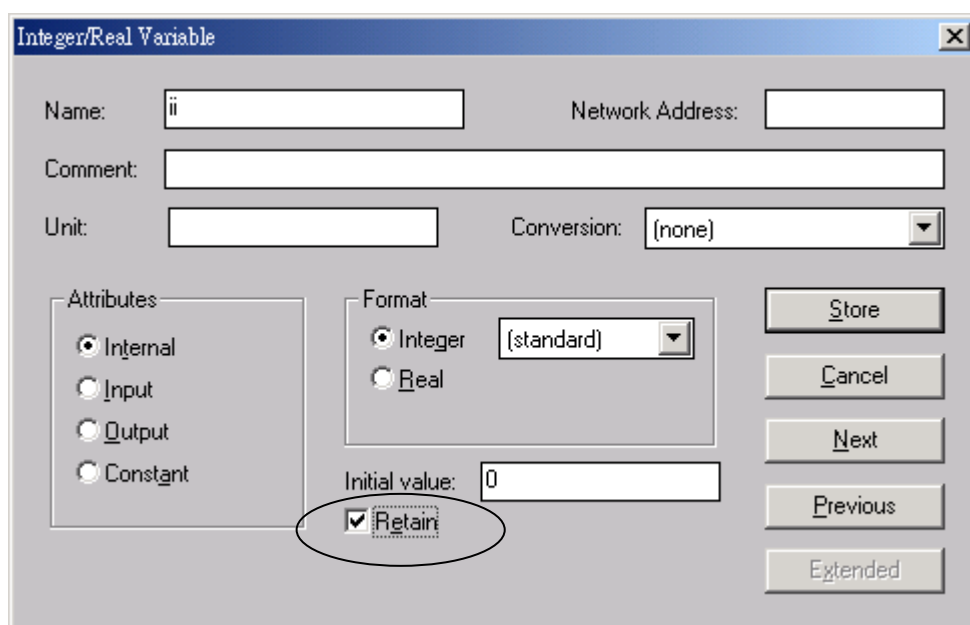 Integer/Real Variable
Name: ii Network Address:
Comment:
Unit: Conversion: (none)
Attributes
Internal
Input
Output
Constant
Format
Integer (standard)
Real
Initial value: 0
Retain
Store
Cancel
Next
Previous
Extended